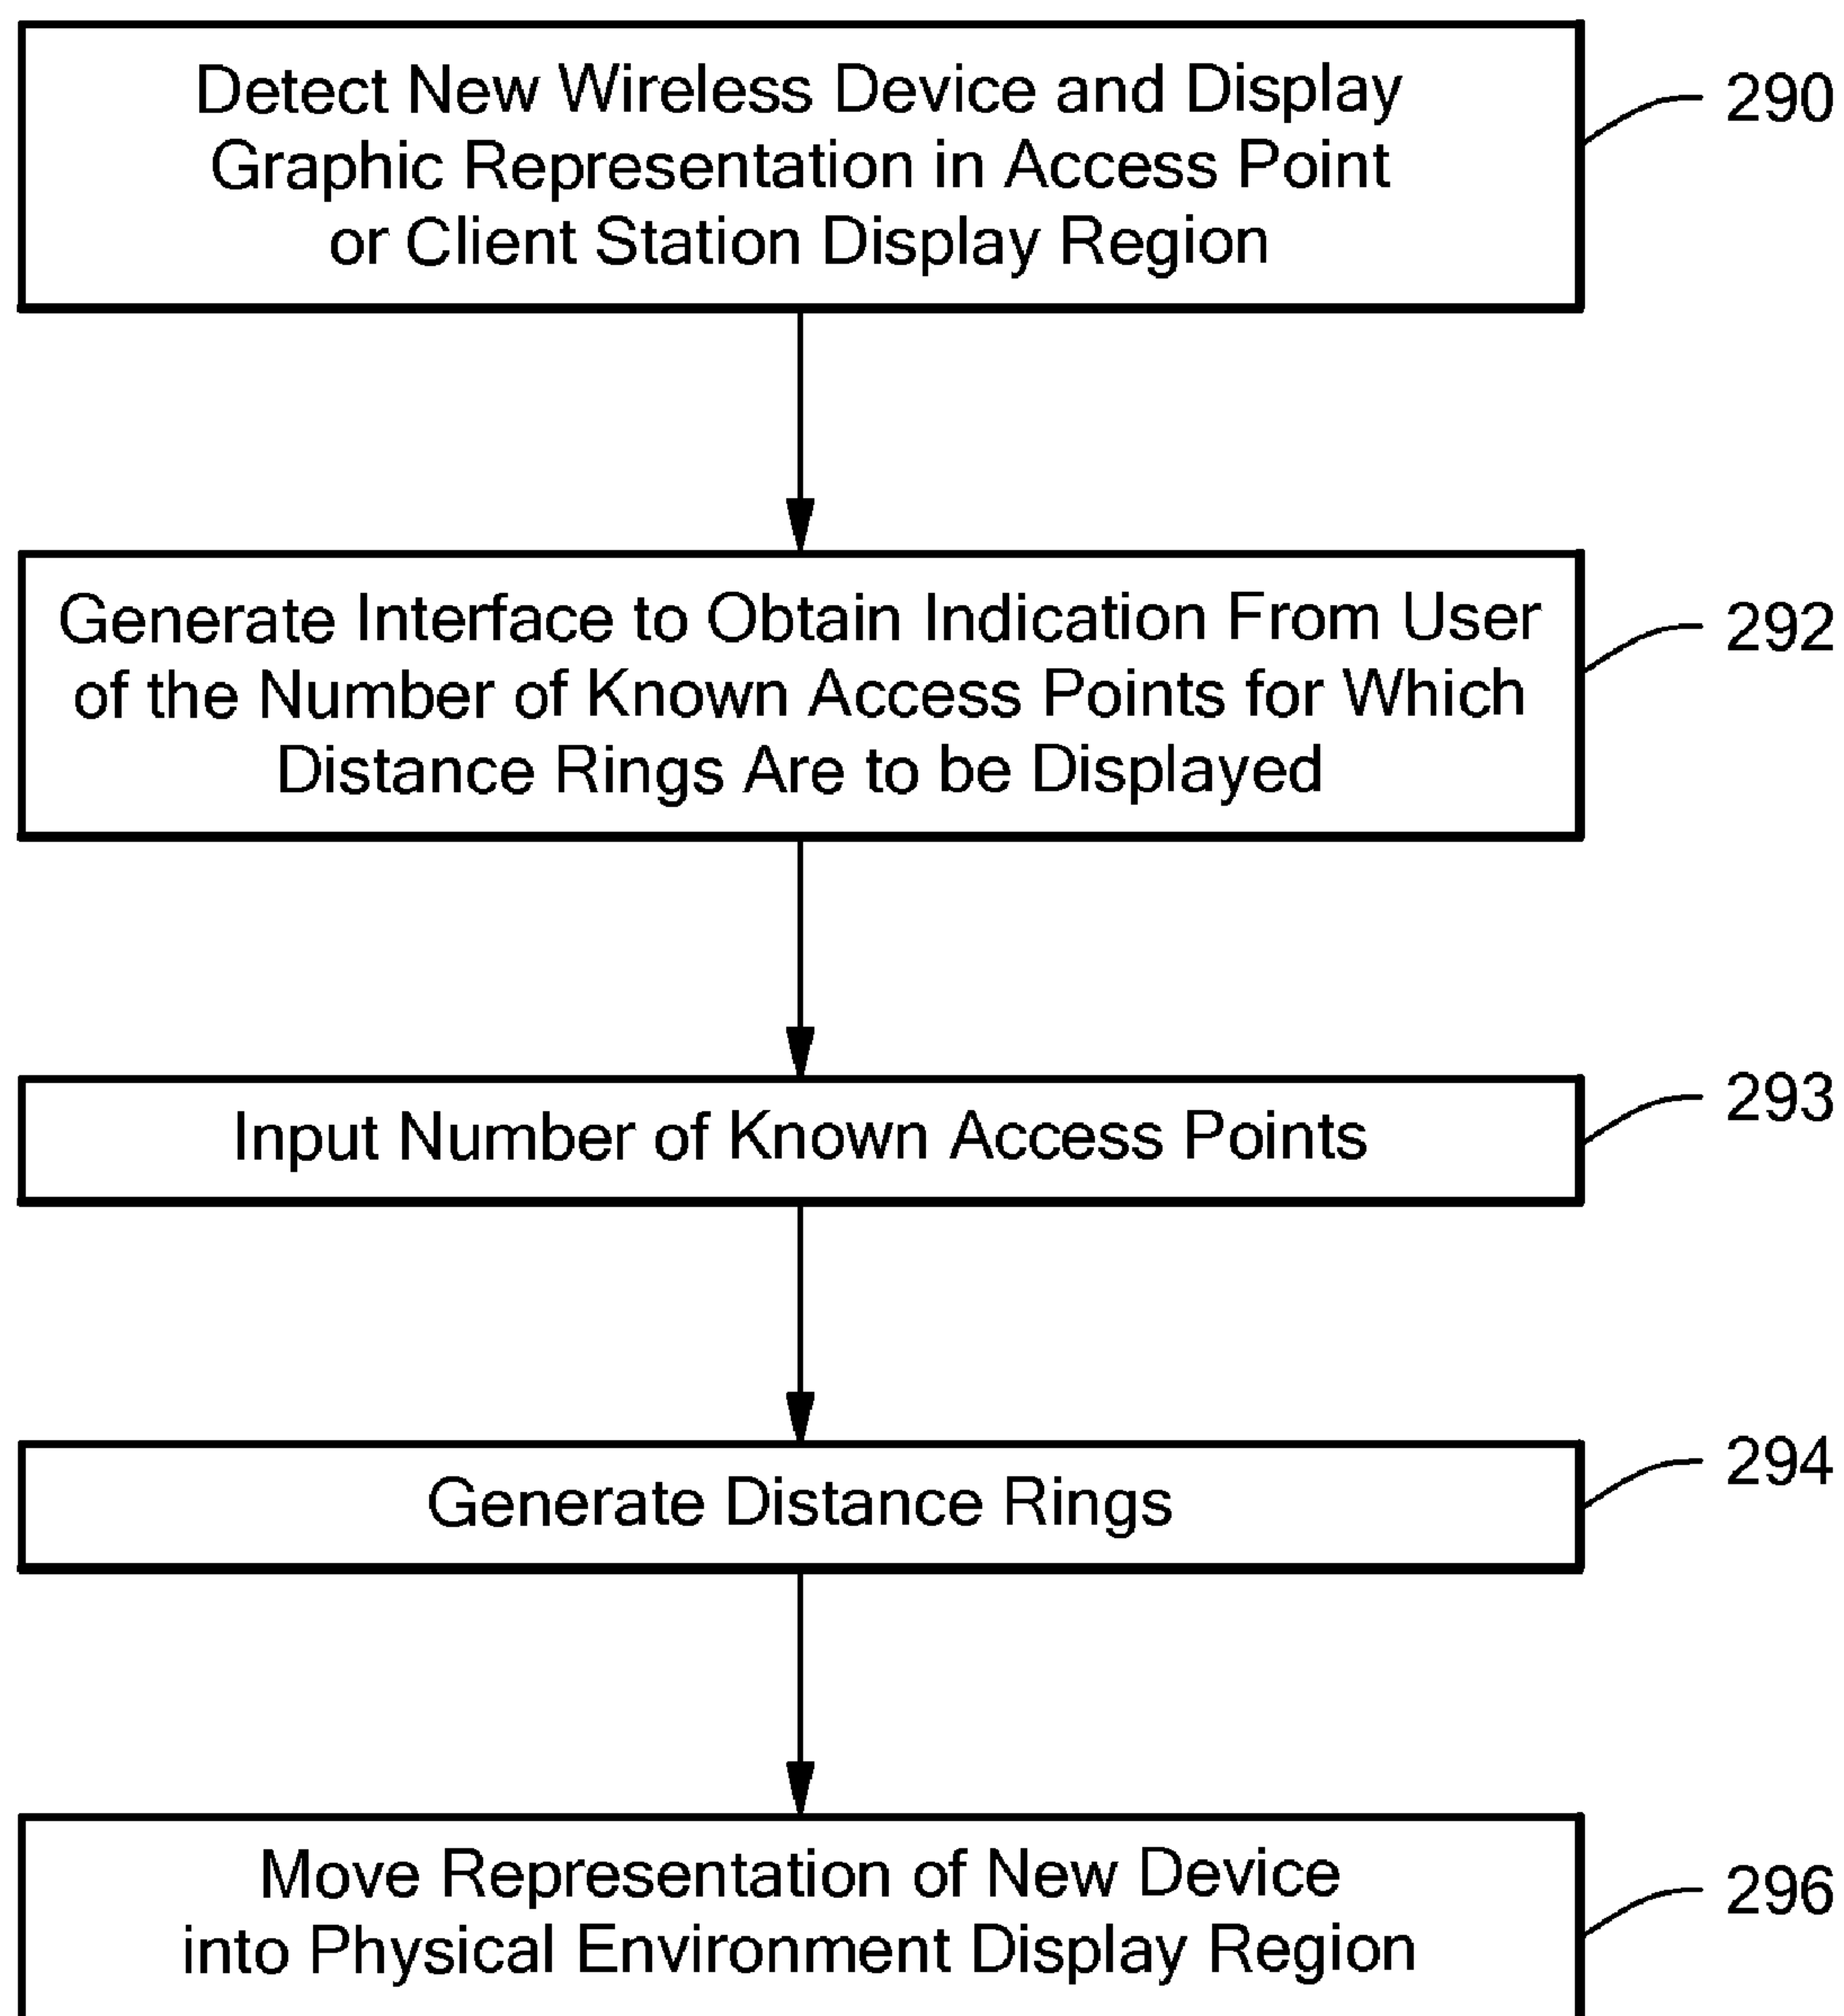 Detect New Wireless Device and Display
Graphic Representation in Access Point
or Client Station Display Region
290
Generate Interface to Obtain Indication From User
of the Number of Known Access Points for Which
Distance Rings Are to be Displayed
292
Input Number of Known Access Points
293
Generate Distance Rings
294
Move Representation of New Device
into Physical Environment Display Region
296